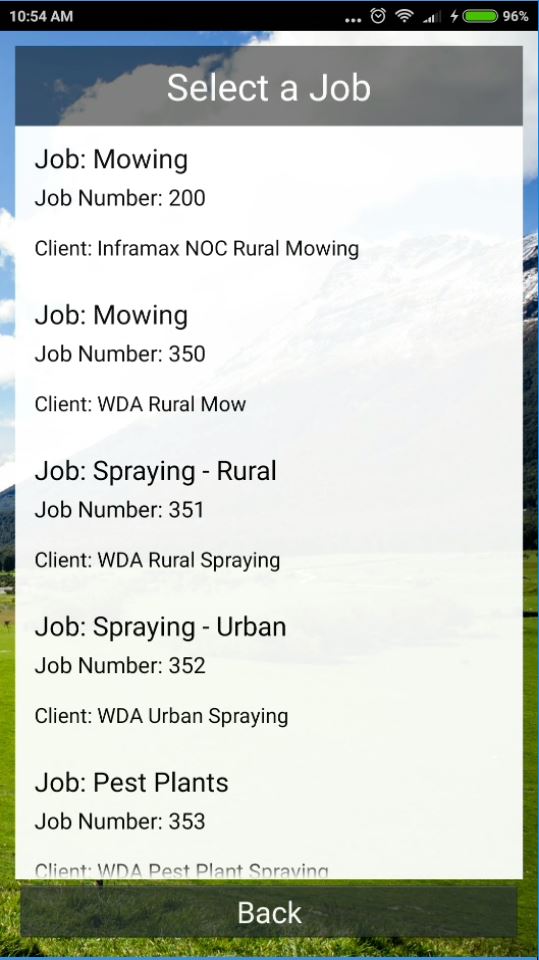 10:54 AM
96%
Select a Job
Job: Mowing
Job Number: 200
Client: Inframax NOC Rural Mowing
Job: Mowing
Job Number: 350
Client: WDA Rural Mow
Job: Spraying - Rural
Job Number: 351
Client: WDA Rural Spraying
Job: Spraying - Urban
Job Number: 352
Client: WDA Urban Spraying
Job: Pest Plants
Job Number: 353
Client: WDA Pest Plant Spraying
Back